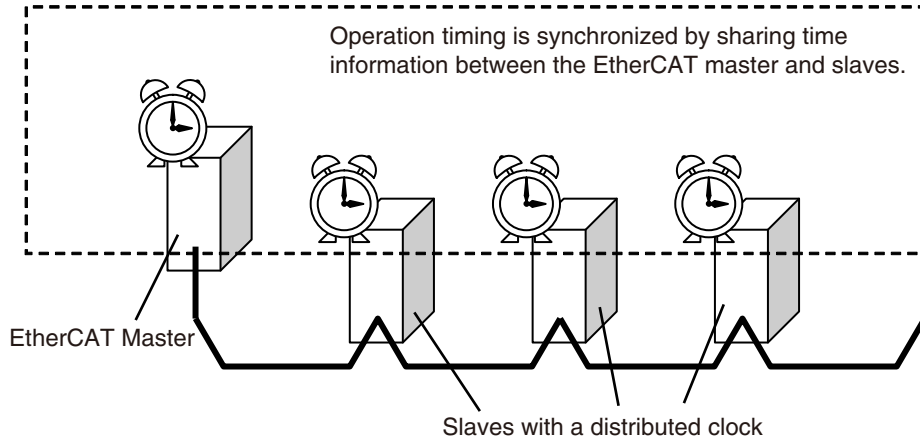 Operation timing is synchronized by sharing time
information between the EtherCAT master and slaves.
EtherCAT Master
Slaves with a distributed clock